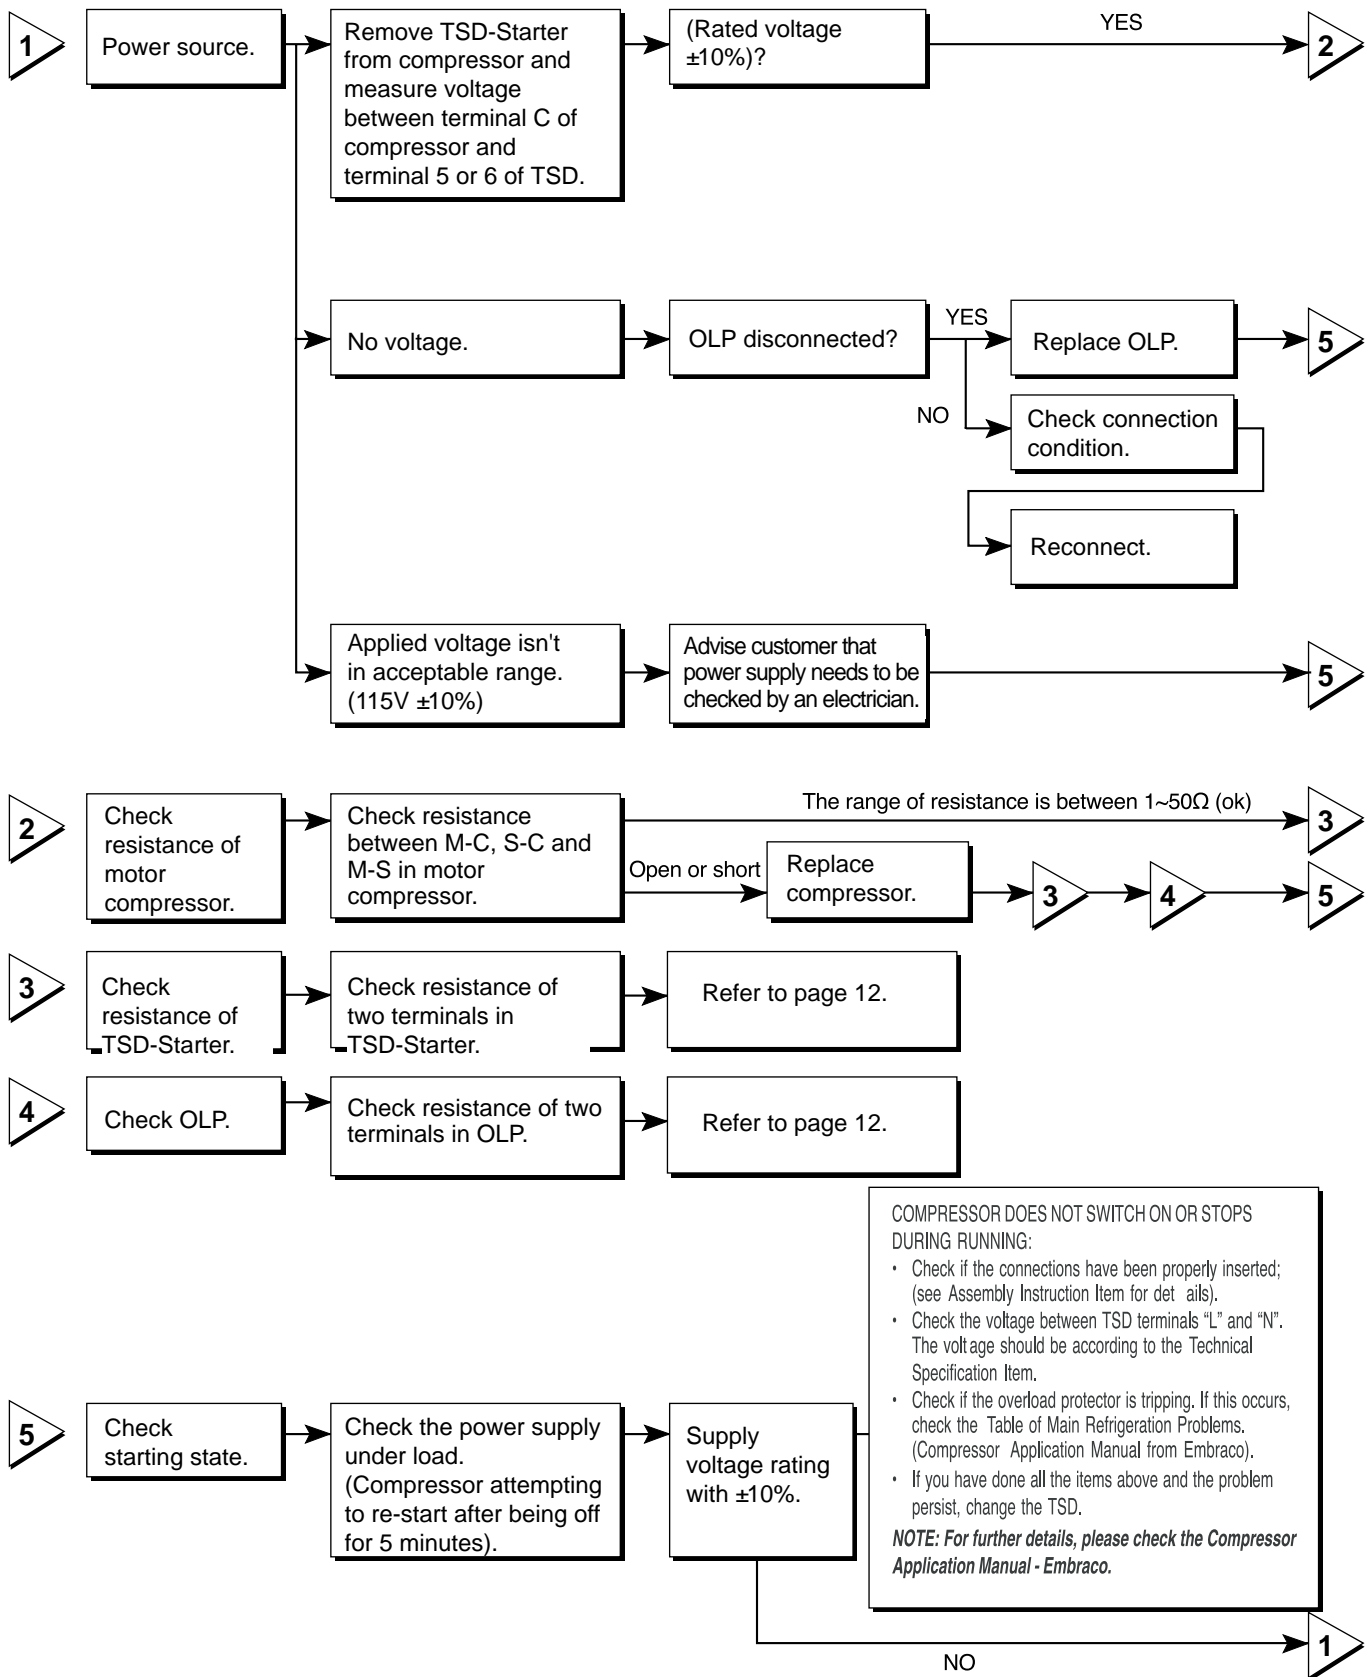 1
Power source.
Remove TSD-Starter
from compressor and
measure voltage
between terminal C of
compressor and
terminal 5 or 6 of TSD.
(Rated voltage
±10%)?
YES
2
No voltage.
OLP disconnected?
YES
Replace OLP.
5
NO
Check connection
condition.
Reconnect.
Applied voltage isn't
in acceptable range.
(115V ±10%)
Advise customer that
power supply needs to be
checked by an electrician.
5
2
Check
resistance of
motor
compressor.
Check resistance
between M-C, S-C and
M-S in motor
compressor.
The range of resistance is between 1~50Ω (ok)
3
Open or short
Replace
compressor.
3
4
5
3
Check
resistance of
TSD-Starter.
Check resistance of
two terminals in
TSD-Starter.
Refer to page 12.
4
Check OLP.
Check resistance of two
terminals in OLP.
Refer to page 12.
5
Check
starting state.
Check the power supply
under load.
(Compressor attempting
to re-start after being off
for 5 minutes).
Supply
voltage rating
with ±10%.
COMPRESSOR DOES NOT SWITCH ON OR STOPS
DURING RUNNING:
• Check if the connections have been properly inserted;
(see Assembly Instruction Item for det ails).
• Check the voltage between TSD terminals “L” and “N”.
The volt age should be according to the Technical
Specification Item.
• Check if the overload protector is tripping. If this occurs,
check the Table of Main Refrigeration Problems.
(Compressor Application Manual from Embraco).
• If you have done all the items above and the problem
persist, change the TSD.
NOTE: For further details, please check the Compressor
Application Manual - Embraco.
NO
1